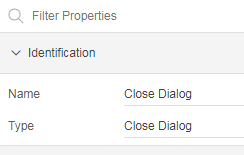 Filter Properties
Identification
Name Close Dialog
Type Close Dialog